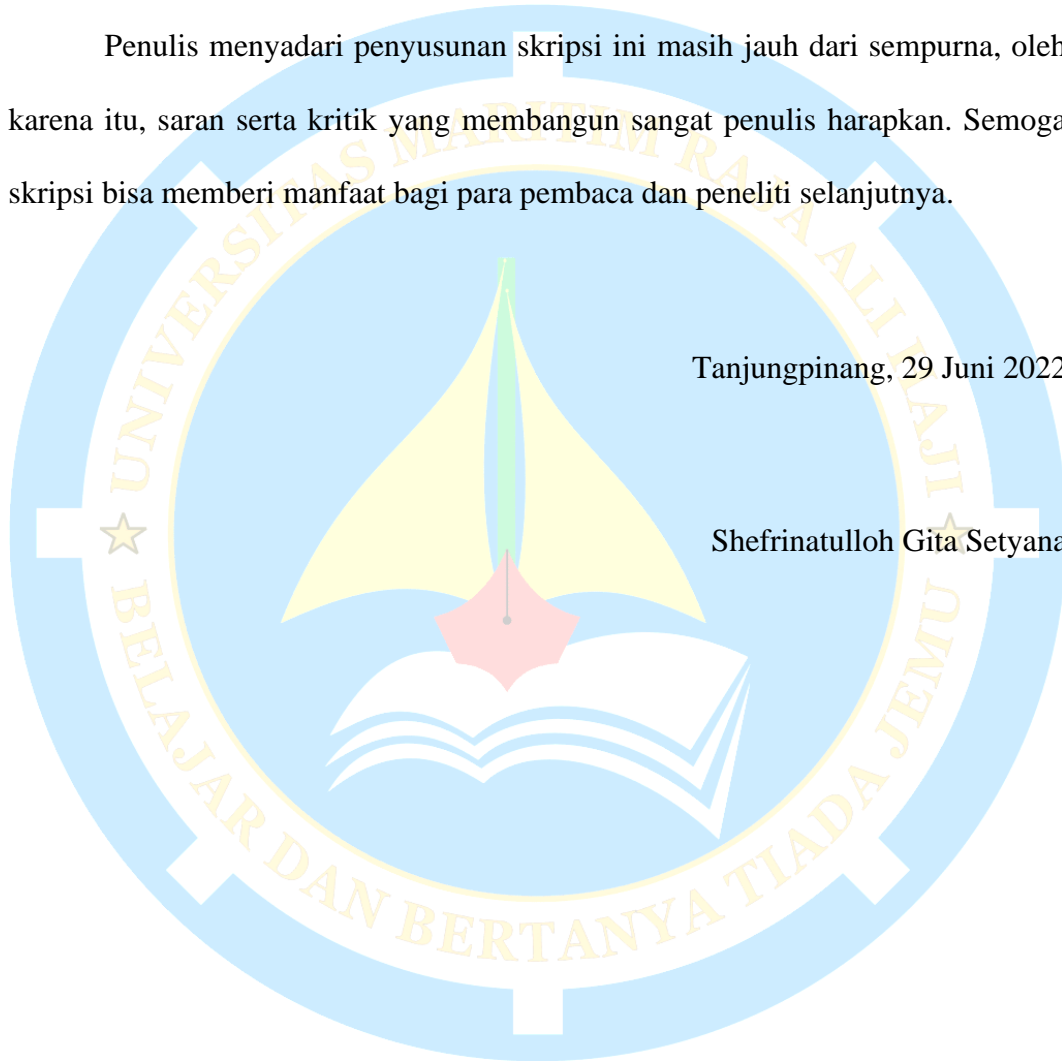 Penulis menyadari penyusunan skripsi ini masih jauh dari sempurna, oleh
karena itu, saran serta kritik yang membangun sangat penulis harapkan. Semoga
skripsi bisa memberi manfaat bagi para pembaca dan peneliti selanjutnya.
Tanjungpinang, 29 Juni 2022
Shefrinatulloh Gita Setyana
UNIVERSITAS MARITIM RAJA ALI HAJI
BELAJAR DAN BERTANYA TIADA JEMU